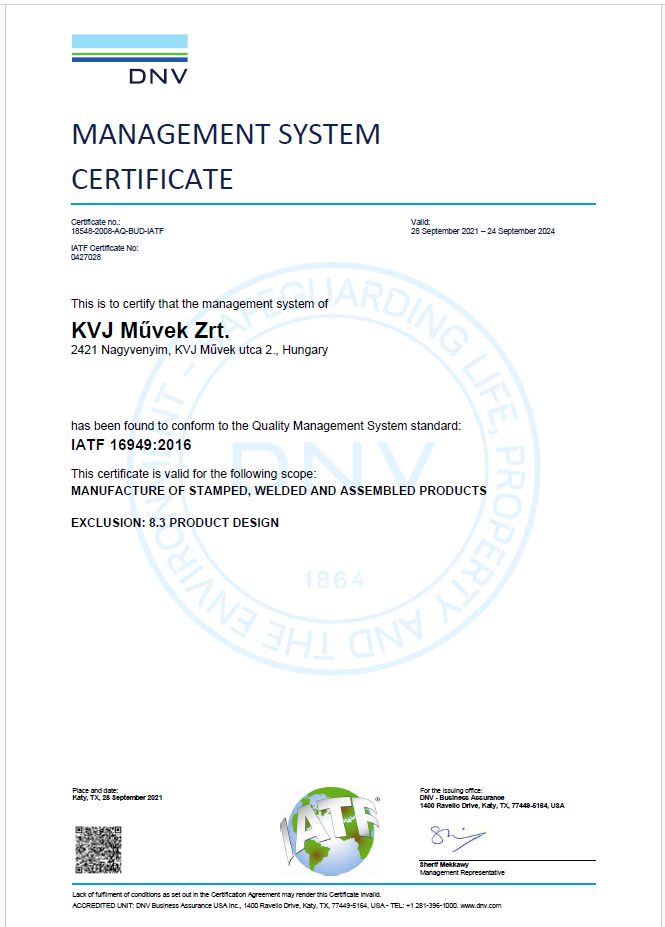 DNV
MANAGEMENT SYSTEM
CERTIFICATE
Certificate no.:
18548-2008-AQ-BUD-IATF
Valid:
28 September 2021 – 24 September 2024
IATF Certificate No:
0427028
This is to certify that the management system of
KVJ Művek Zrt.
2421 Nagyvenyim, KVJ Művek utca 2., Hungary
has been found to conform to the Quality Management System standard:
IATF 16949:2016
This certificate is valid for the following scope:
MANUFACTURE OF STAMPED, WELDED AND ASSEMBLED PRODUCTS
EXCLUSION: 8.3 PRODUCT DESIGN
SAFEGUARDING LIFE, PROPERTY AND THE ENVIRONMENT –
DNV
1864
Place and date:
Katy, TX, 28 September 2021
IATF®
For the issuing office:
DNV - Business Assurance
1400 Ravello Drive, Katy, TX, 77449-5164, USA
Sherif Mekkawy
Management Representative
Lack of fulfilment of conditions as set out in the Certification Agreement may render this Certificate invalid.
ACCREDITED UNIT: DNV Business Assurance USA Inc., 1400 Ravello Drive, Katy, TX, 77449-5164, USA - TEL: +1 281-396-1000. www.dnv.com